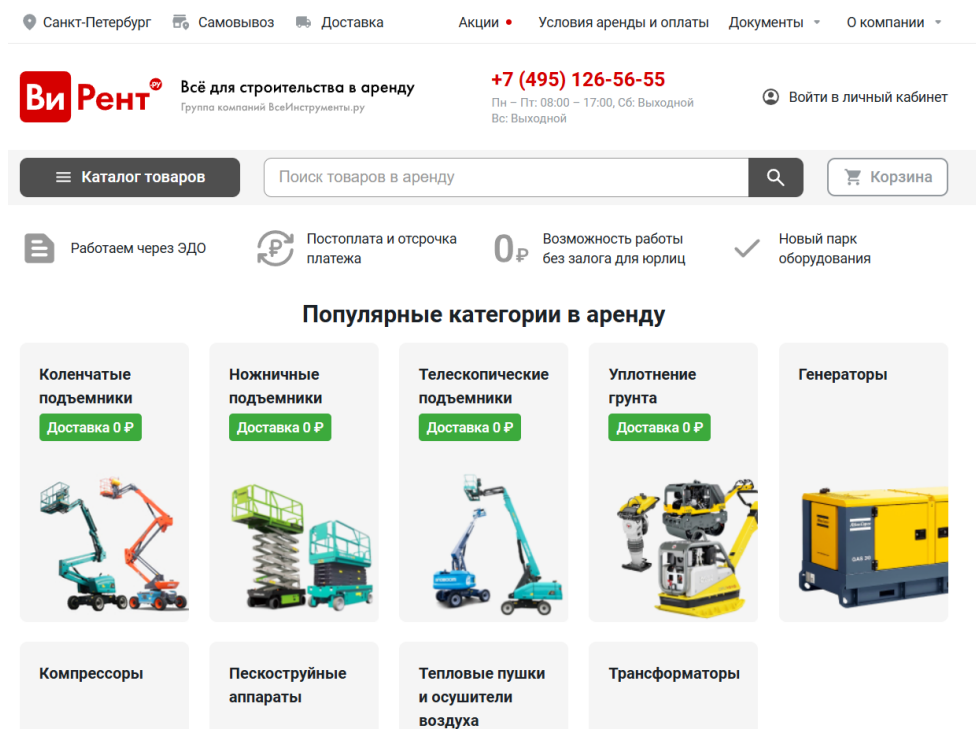 Санкт-Петербург Самовывоз Доставка Акции Условия аренды и оплаты Документы О компании
Ви Рент РУ
Всё для строительства в аренду
Группа компаний ВсеИнструменты.ру
+7 (495) 126-56-55
Пн – Пт: 08:00 – 17:00, Сб: Выходной
Вс: Выходной
Войти в личный кабинет
Каталог товаров
Поиск товаров в аренду
Корзина
Работаем через ЭДО
Постоплата и отсрочка
платежа
0₽
Возможность работы
без залога для юрлиц
Новый парк
оборудования
Популярные категории в аренду
Коленчатые
подъемники
Доставка 0 ₽
Ножничные
подъемники
Доставка 0 ₽
Телескопические
подъемники
Доставка 0 ₽
Уплотнение
грунта
Доставка 0 ₽
Генераторы
Компрессоры
Пескоструйные
аппараты
Тепловые пушки
и осушители
воздуха
Трансформаторы